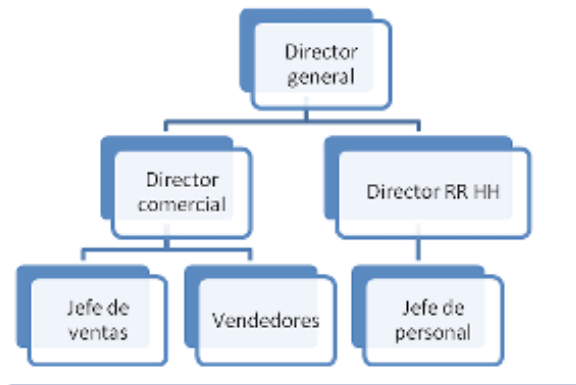 Director
general
Director
comercial
Director RR HH
Jefe de
ventas
Vendedores
Jefe de
personal